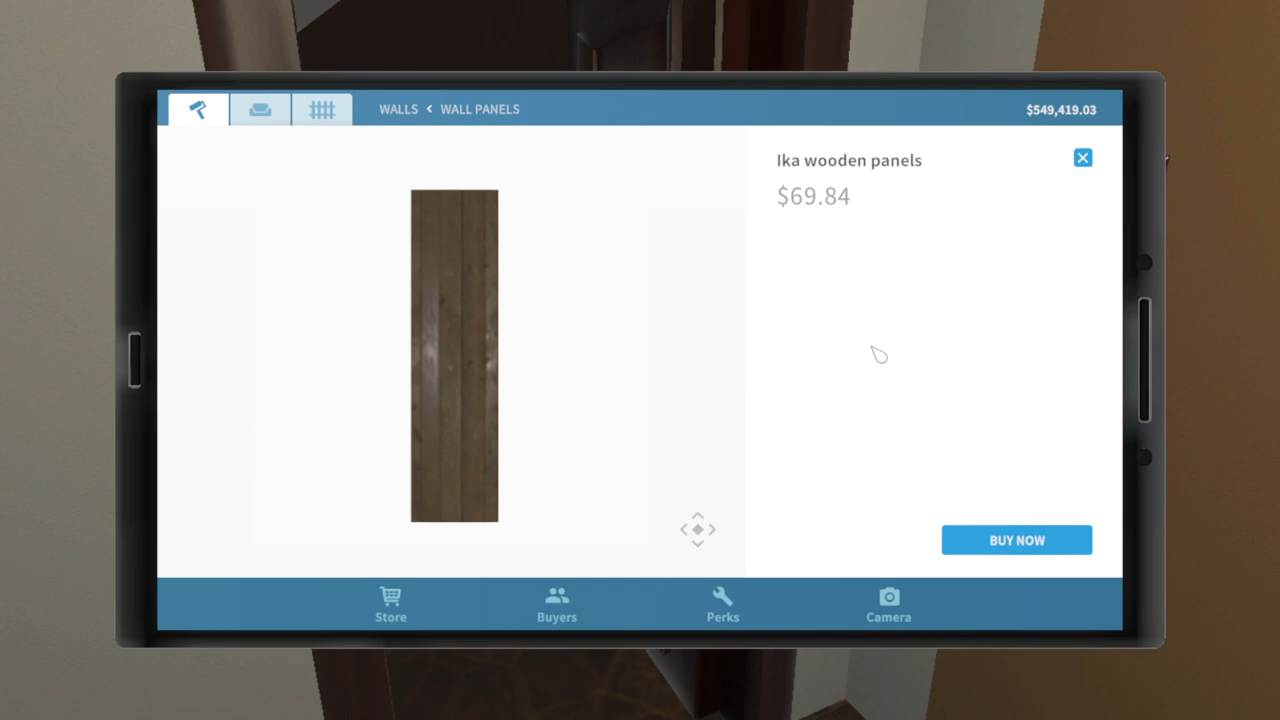 WALLS < WALL PANELS
$549,419.03
Ika wooden panels
$69.84
BUY NOW
Store
Buyers
Perks
Camera